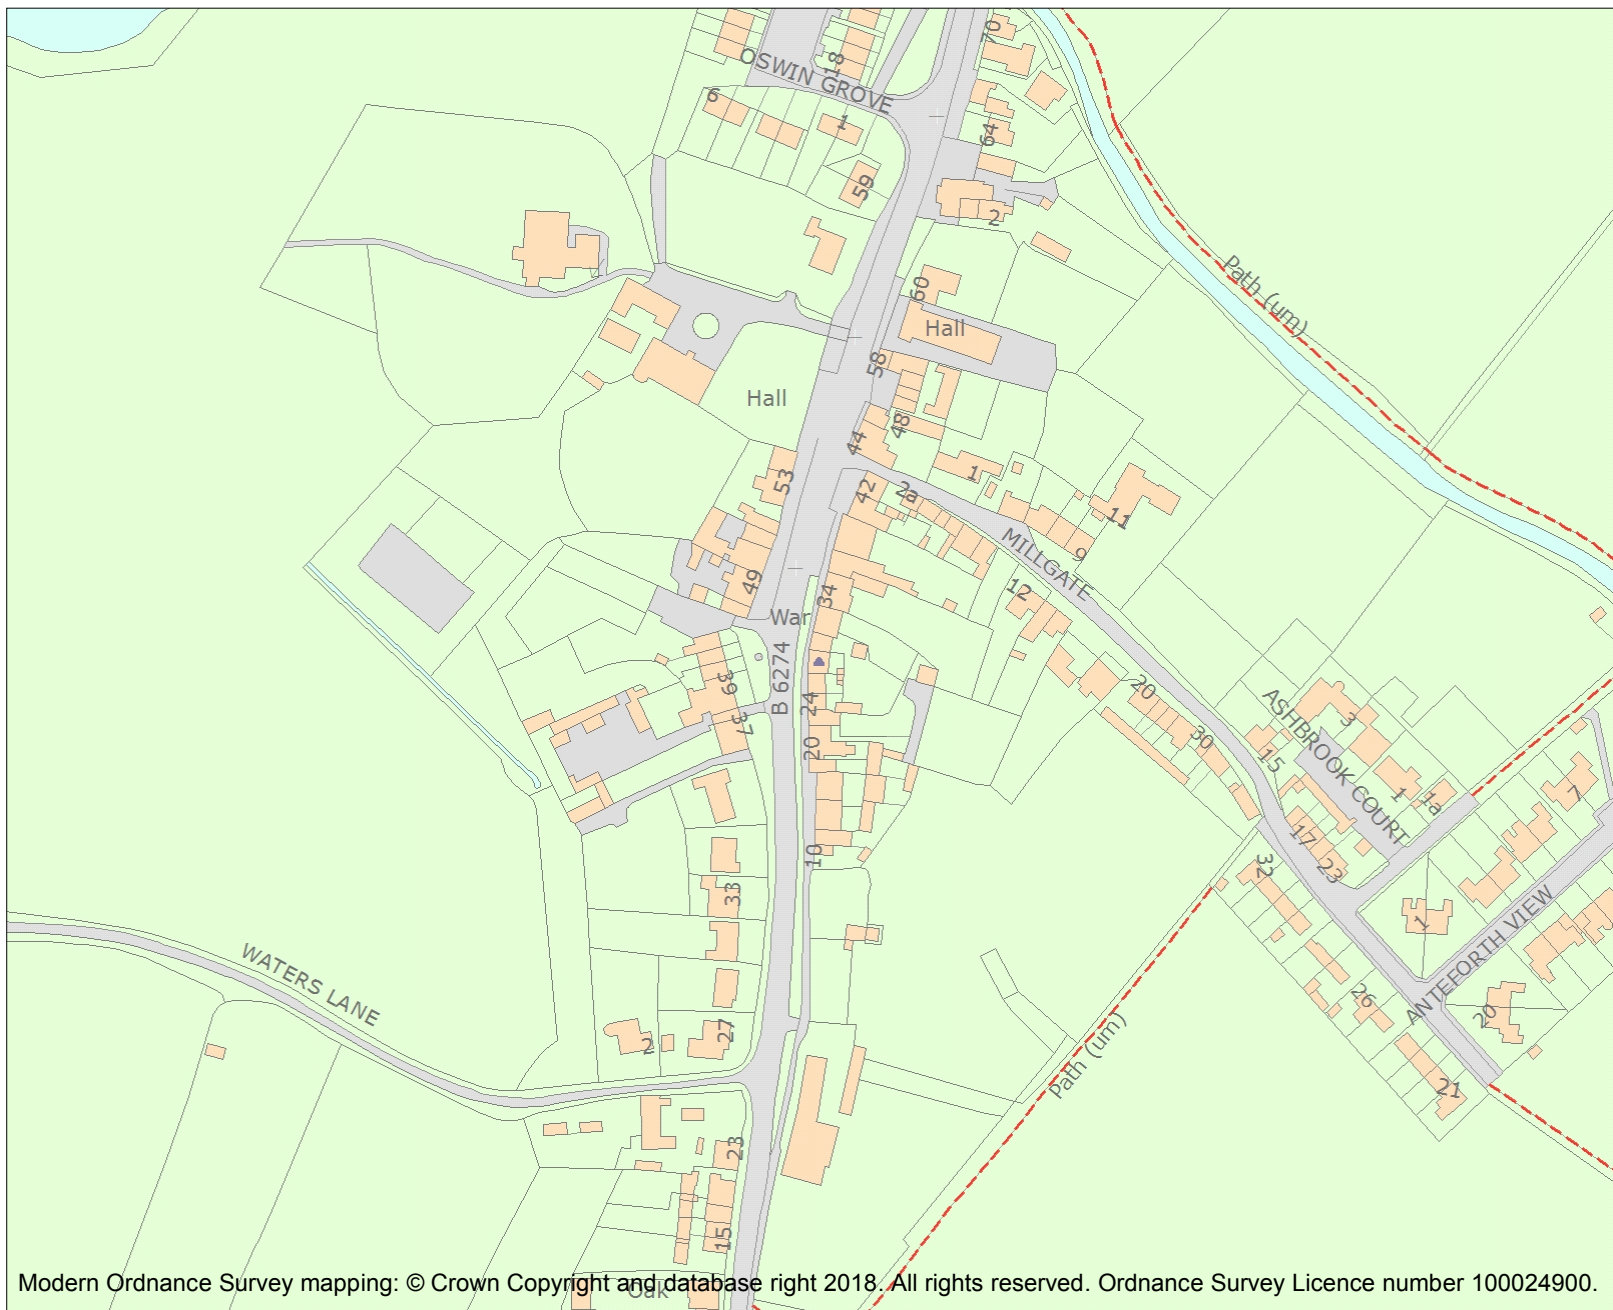 70
OSWIN GROVE
18
6
1
64
59
2
Path (um)
60
Hall
58
Hall
48
44
53
1
42
2a
11
MILLGATE
9
49
34
12
War
B 6274
39
37
24
20
20
30
ASHBROOK COURT
3
15
1
1a
7
10
17
23
32
33
1
ANTEFORTH VIEW
WATERS LANE
26
20
27
2
Path (um)
21
23
15
Oak
Modern Ordnance Survey mapping: © Crown Copyright and database right 2018. All rights reserved. Ordnance Survey Licence number 100024900.